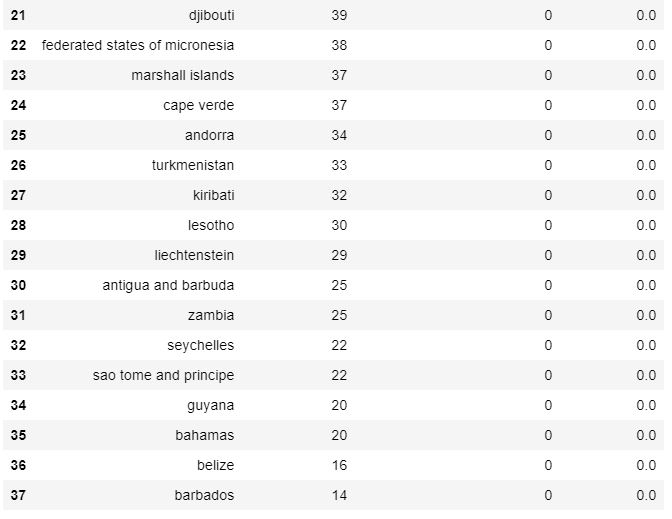 21 djibouti 39 0 0.0
22 federated states of micronesia 38 0 0.0
23 marshall islands 37 0 0.0
24 cape verde 37 0 0.0
25 andorra 34 0 0.0
26 turkmenistan 33 0 0.0
27 kiribati 32 0 0.0
28 lesotho 30 0 0.0
29 liechtenstein 29 0 0.0
30 antigua and barbuda 25 0 0.0
31 zambia 25 0 0.0
32 seychelles 22 0 0.0
33 sao tome and principe 22 0 0.0
34 guyana 20 0 0.0
35 bahamas 20 0 0.0
36 belize 16 0 0.0
37 barbados 14 0 0.0